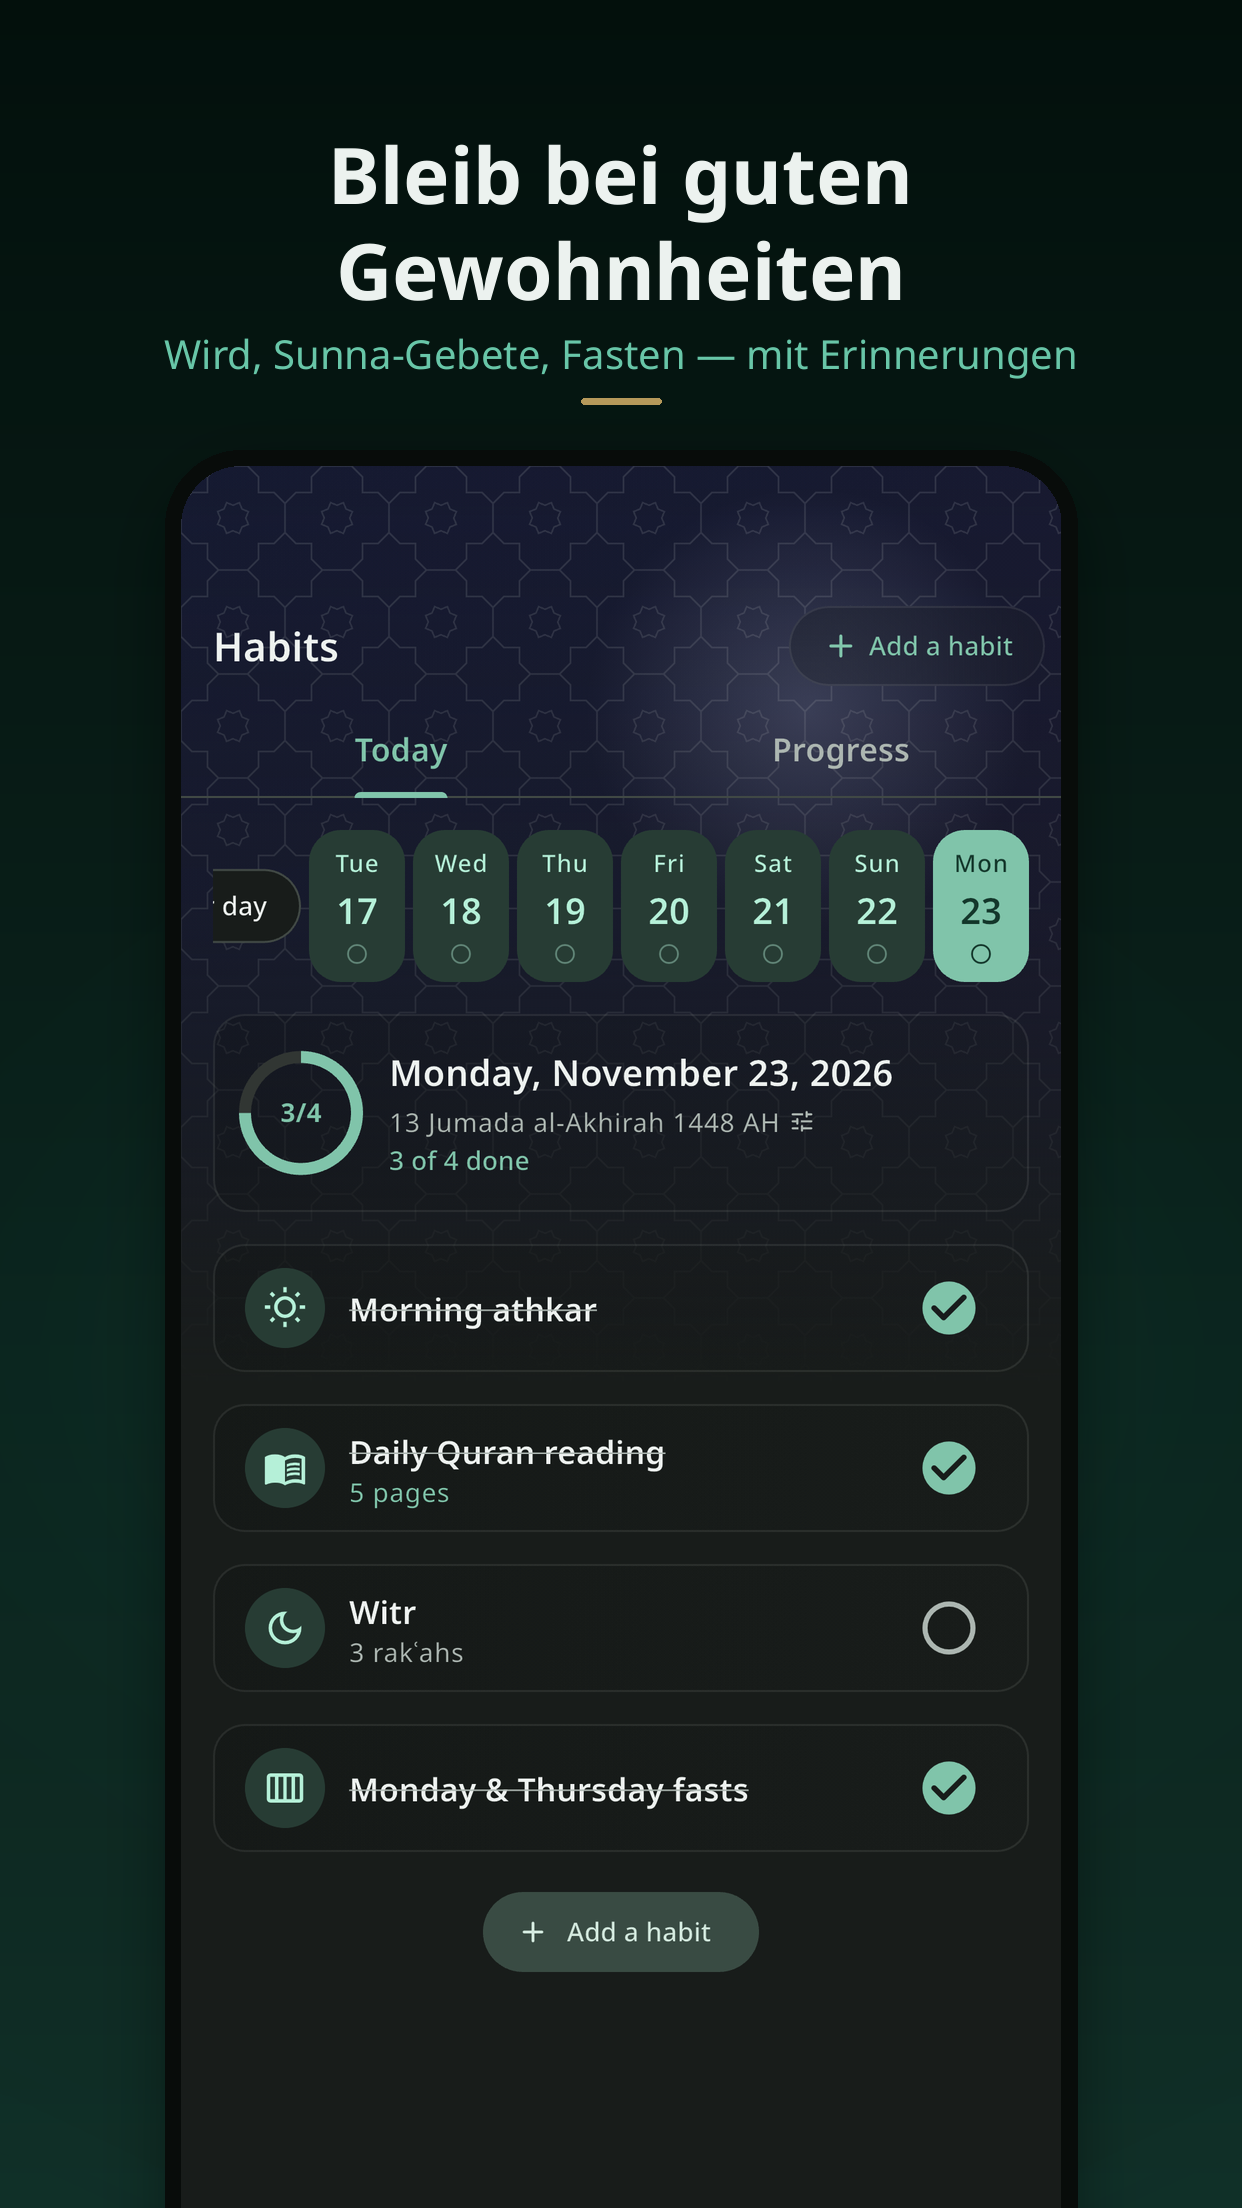 Bleib bei guten
Gewohnheiten
Wird, Sunna-Gebete, Fasten — mit Erinnerungen
Habits
+ Add a habit
Today
Progress
day
Tue
17
Wed
18
Thu
19
Fri
20
Sat
21
Sun
22
Mon
23
3/4
Monday, November 23, 2026
13 Jumada al-Akhirah 1448 AH
3 of 4 done
Morning athkar
Daily Quran reading
5 pages
Witr
3 rakʿahs
Monday & Thursday fasts
+ Add a habit